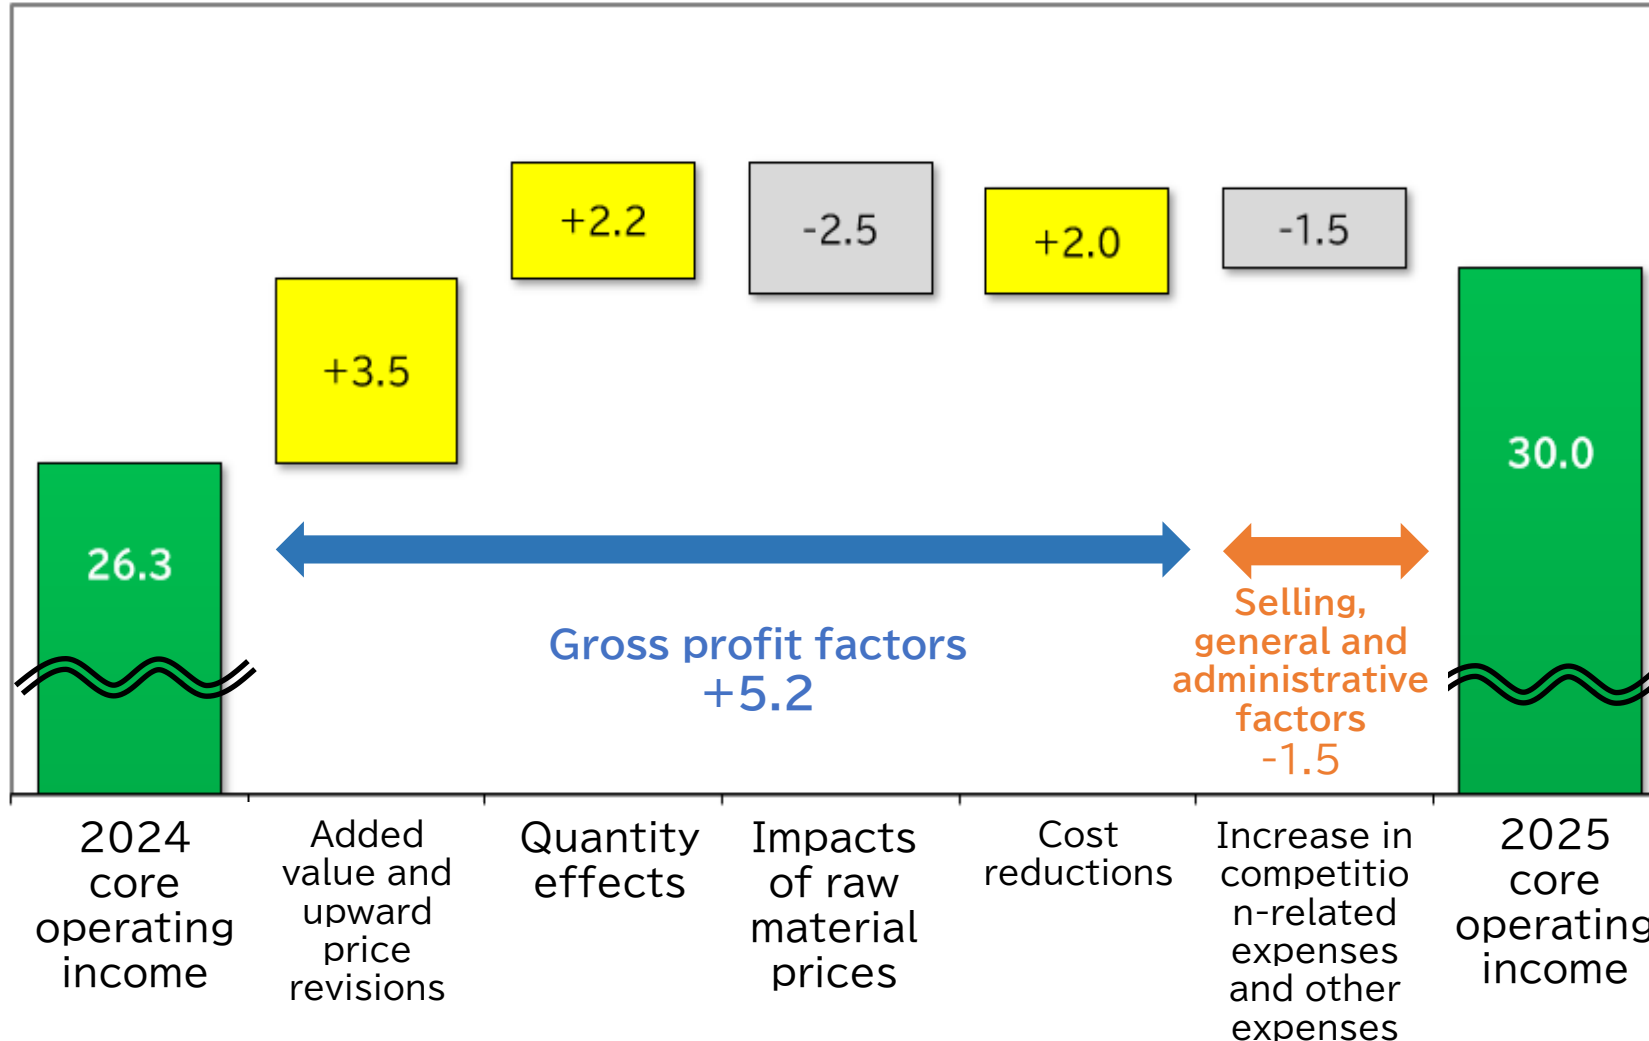 +2.2
-2.5
+2.0
-1.5
+3.5
26.3
30.0
Gross profit factors
+5.2
Selling,
general and
administrative
factors
-1.5
2024
core
operating
income
Added
value and
upward
price
revisions
Quantity
effects
Impacts
of raw
material
prices
Cost
reductions
Increase in
competitio
n-related
expenses
and other
expenses
2025
core
operating
income